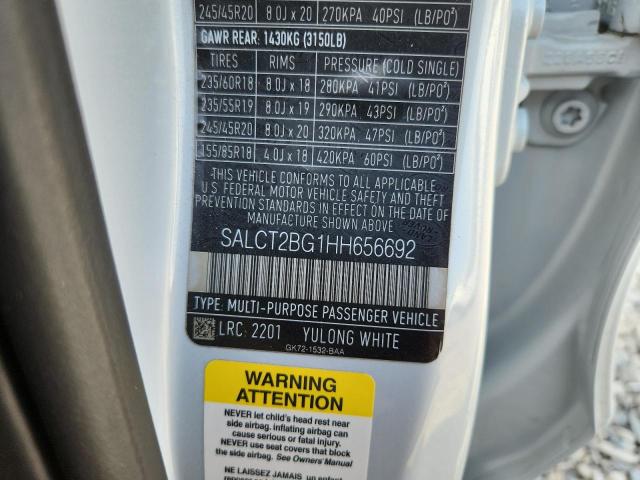 245/45R20 8.0J x 20 270KPA 40PSI (LB/PO²)
GAWR REAR: 1430KG (3150LB)
TIRES RIMS PRESSURE (COLD SINGLE)
235/60R18 8.0J x 18 280KPA 41PSI (LB/PO²)
235/55R19 8.0J x 19 290KPA 43PSI (LB/PO²)
245/45R20 8.0J x 20 320KPA 47PSI (LB/PO²)
155/85R18 4.0J x 18 420KPA 60PSI (LB/PO²)
THIS VEHICLE CONFORMS TO ALL APPLICABLE
U.S. FEDERAL MOTOR VEHICLE SAFETY AND THEFT
PREVENTION STANDARDS IN EFFECT ON THE DATE OF
MANUFACTURE SHOWN ABOVE
LAND ROVER
SALCT2BG1HH656692
TYPE: MULTI-PURPOSE PASSENGER VEHICLE
LRC: 2201 YULONG WHITE
GK72-1532-BAA
WARNING
ATTENTION
NEVER let child's head rest near
side airbag. inflating airbag can
cause serious or fatal injury.
NEVER use seat covers that block
the side airbag. See Owners' Manual
NE LAISSEZ JAMAIS un enfant